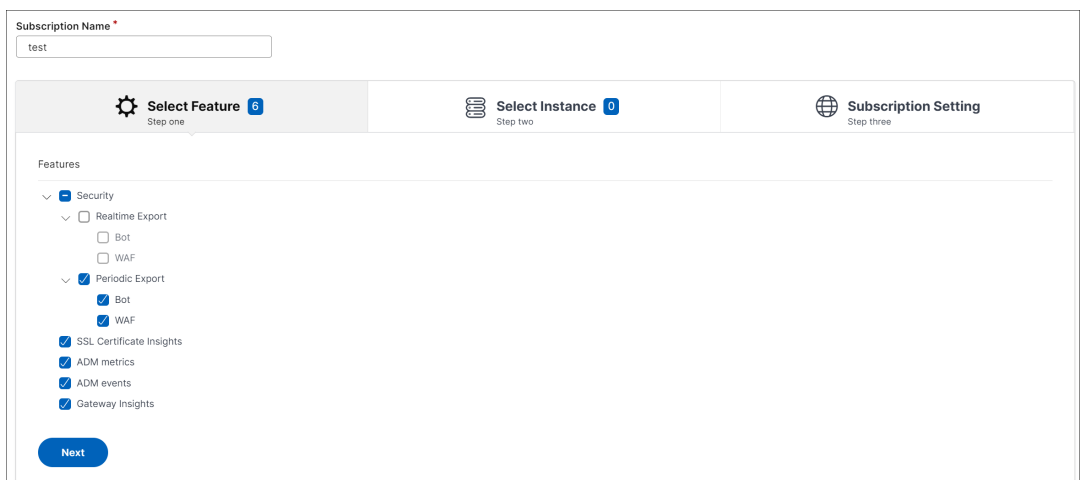 Subscription Name *
test
Select Feature 6
Step one
Select Instance 0
Step two
Subscription Setting
Step three
Features
Security
Realtime Export
Bot
WAF
Periodic Export
Bot
WAF
SSL Certificate Insights
ADM metrics
ADM events
Gateway Insights
Next